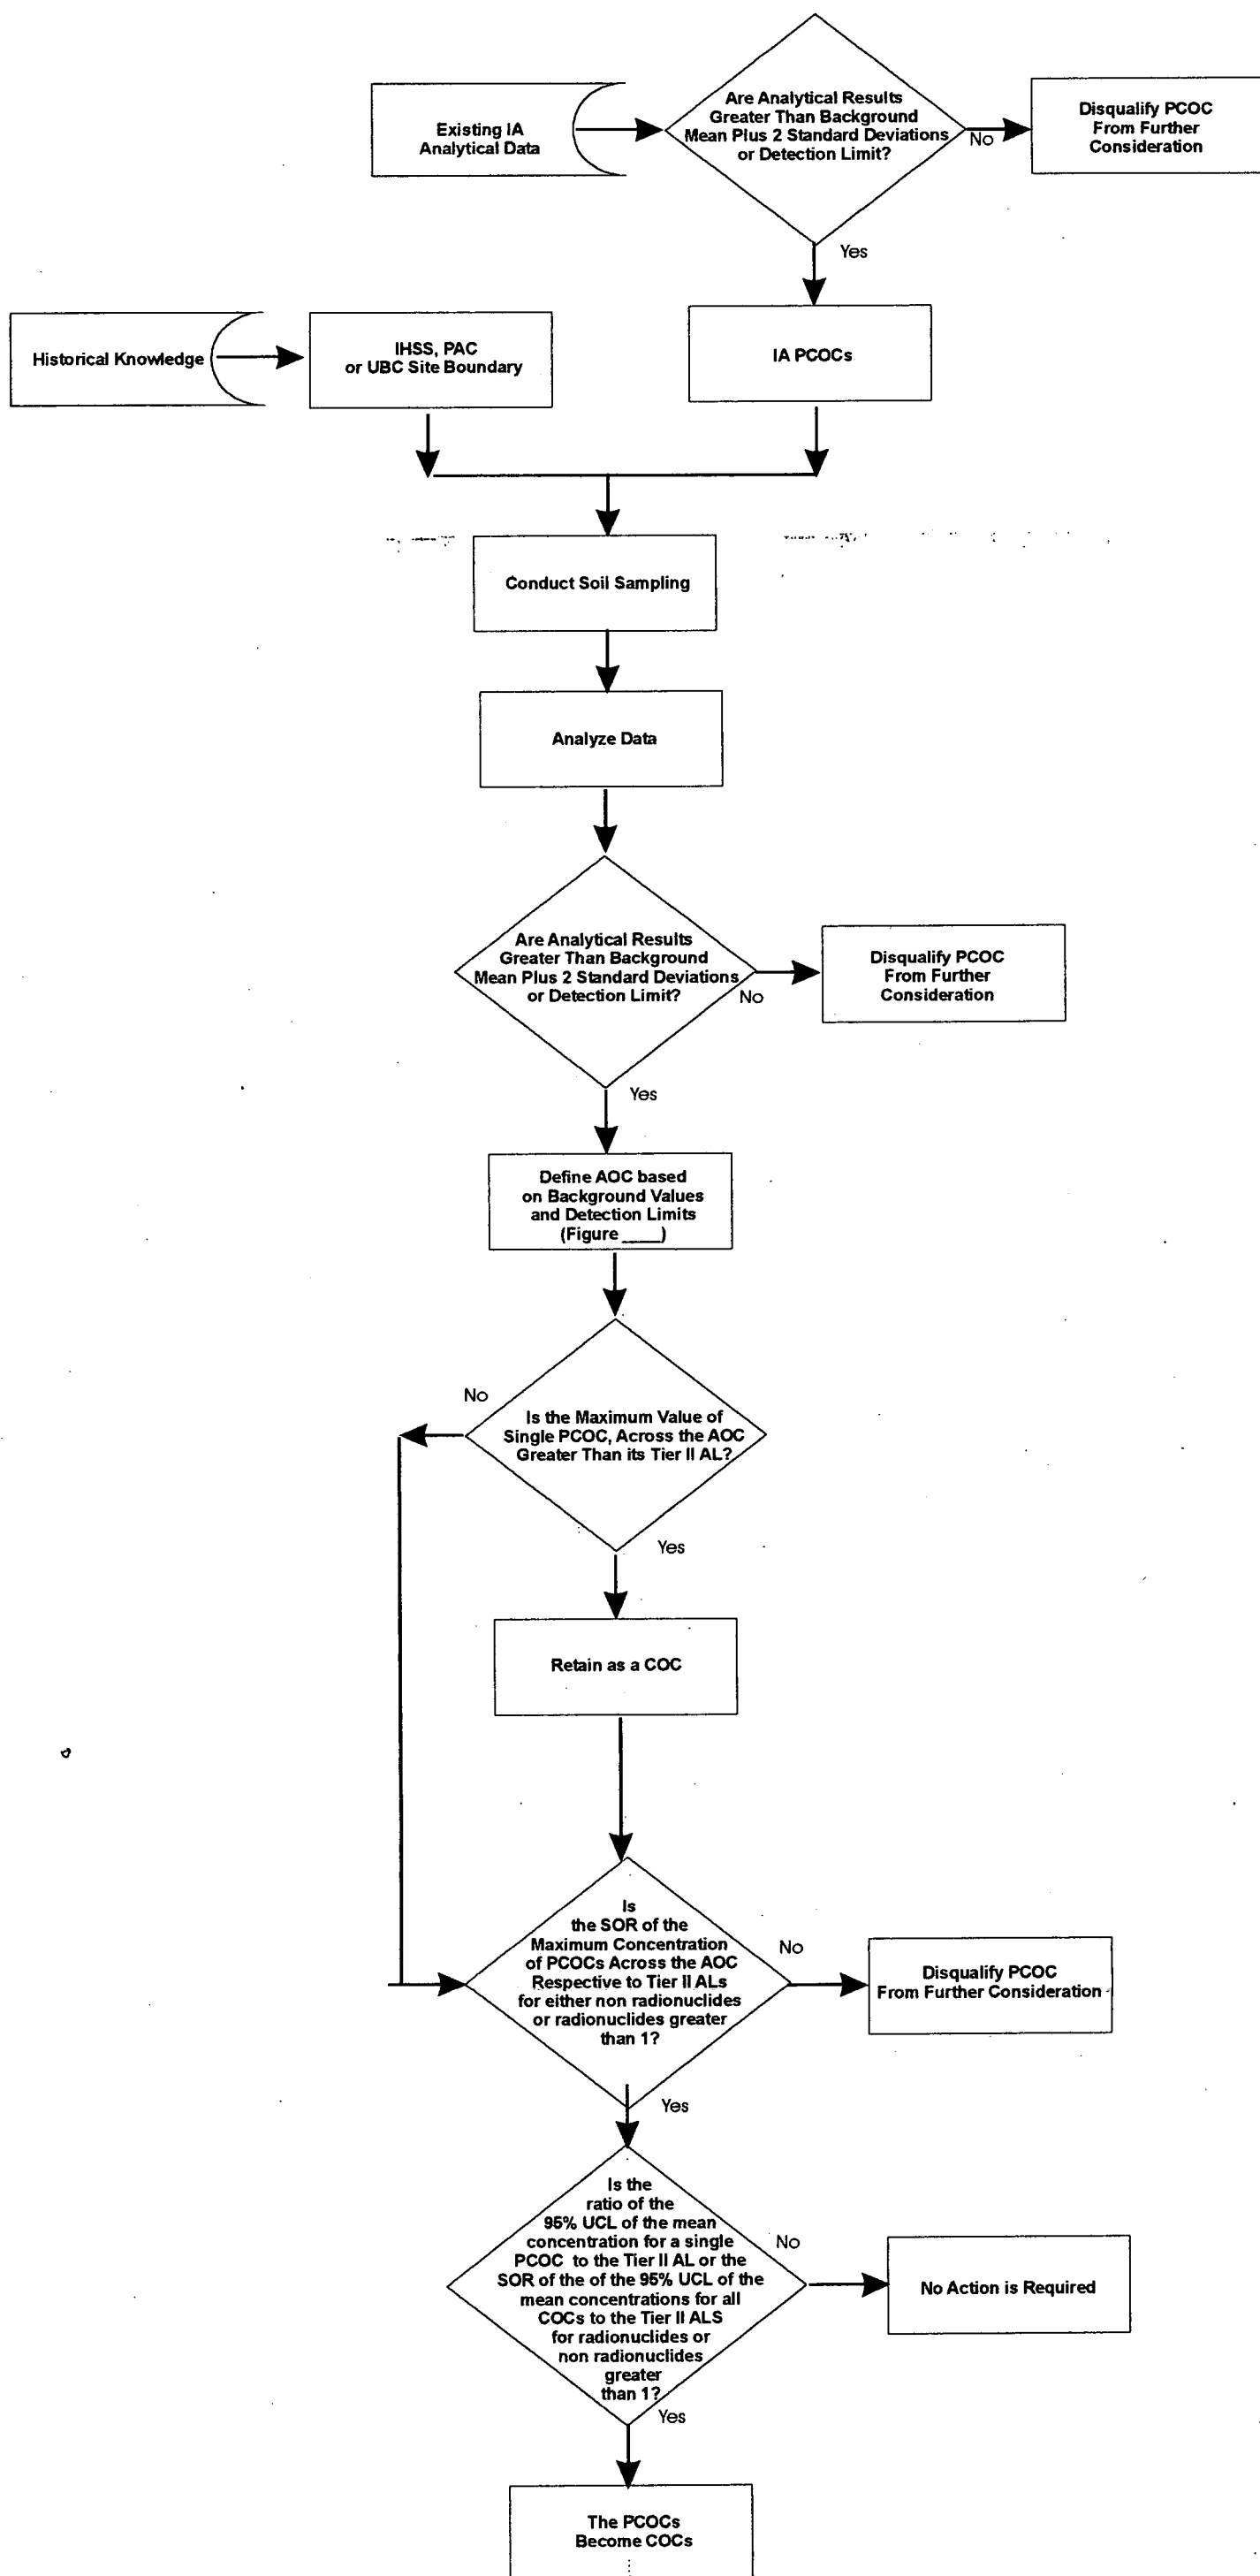 Are Analytical Results
Greater Than Background
Mean Plus 2 Standard Deviations
or Detection Limit?
Existing IA
Analytical Data
No
Disqualify PCOC
From Further
Consideration
Yes
Historical Knowledge
IHSS, PAC
or UBC Site Boundary
IA PCOCs
Conduct Soil Sampling
Analyze Data
Are Analytical Results
Greater Than Background
Mean Plus 2 Standard Deviations
or Detection Limit?
No
Disqualify PCOC
From Further
Consideration
Yes
Define AOC based
on Background Values
and Detection Limits
(Figure ____)
No
Is the Maximum Value of
Single PCOC, Across the AOC
Greater Than its Tier II AL?
Yes
Retain as a COC
Is
the SOR of the
Maximum Concentration
of PCOCs Across the AOC
Respective to Tier II ALs
for either non radionuclides
or radionuclides greater
than 1?
No
Disqualify PCOC
From Further Consideration
Yes
Is the
ratio of the
95% UCL of the mean
concentration for a single
PCOC to the Tier II AL or the
SOR of the of the 95% UCL of the
mean concentrations for all
COCs to the Tier II ALS
for radionuclides or
non radionuclides
greater
than 1?
No
No Action is Required
Yes
The PCOCs
Become COCs